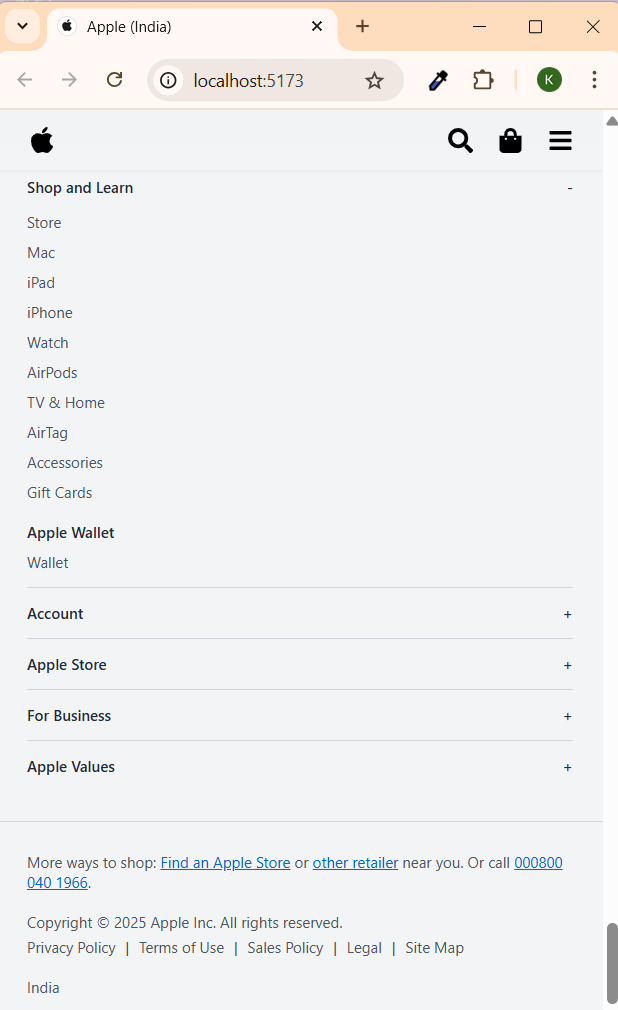 Apple (India)
localhost:5173
K
Shop and Learn -
Store
Mac
iPad
iPhone
Watch
AirPods
TV & Home
AirTag
Accessories
Gift Cards
Apple Wallet
Wallet
Account +
Apple Store +
For Business +
Apple Values +
More ways to shop: Find an Apple Store or other retailer near you. Or call 000800
040 1966.
Copyright © 2025 Apple Inc. All rights reserved.
Privacy Policy | Terms of Use | Sales Policy | Legal | Site Map
India